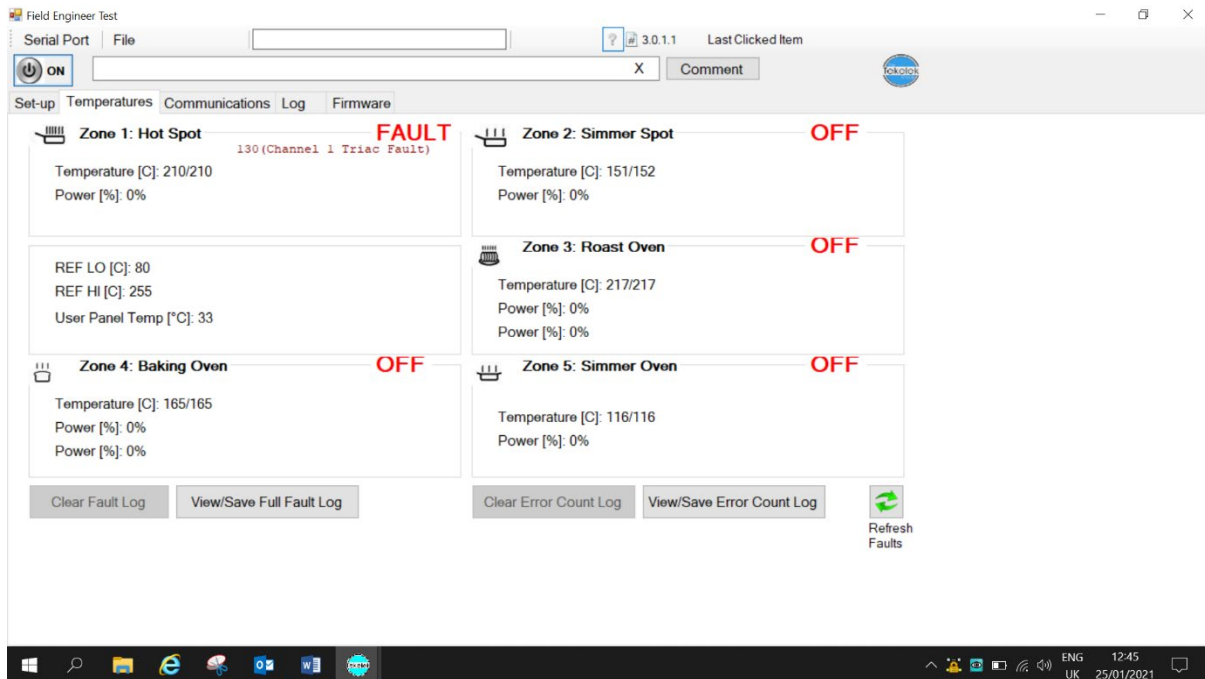 Field Engineer Test
Serial Port File
? # 3.0.1.1 Last Clicked Item
ON X Comment Tokolok
Set-up Temperatures Communications Log Firmware
Zone 1: Hot Spot FAULT
130(Channel 1 Triac Fault)
Temperature [C]: 210/210
Power [%]: 0%
Zone 2: Simmer Spot OFF
Temperature [C]: 151/152
Power [%]: 0%
REF LO [C]: 80
REF HI [C]: 255
User Panel Temp [°C]: 33
Zone 3: Roast Oven OFF
Temperature [C]: 217/217
Power [%]: 0%
Power [%]: 0%
Zone 4: Baking Oven OFF
Temperature [C]: 165/165
Power [%]: 0%
Power [%]: 0%
Zone 5: Simmer Oven OFF
Temperature [C]: 116/116
Power [%]: 0%
Clear Fault Log View/Save Full Fault Log Clear Error Count Log View/Save Error Count Log
Refresh
Faults
ENG 12:45
UK 25/01/2021